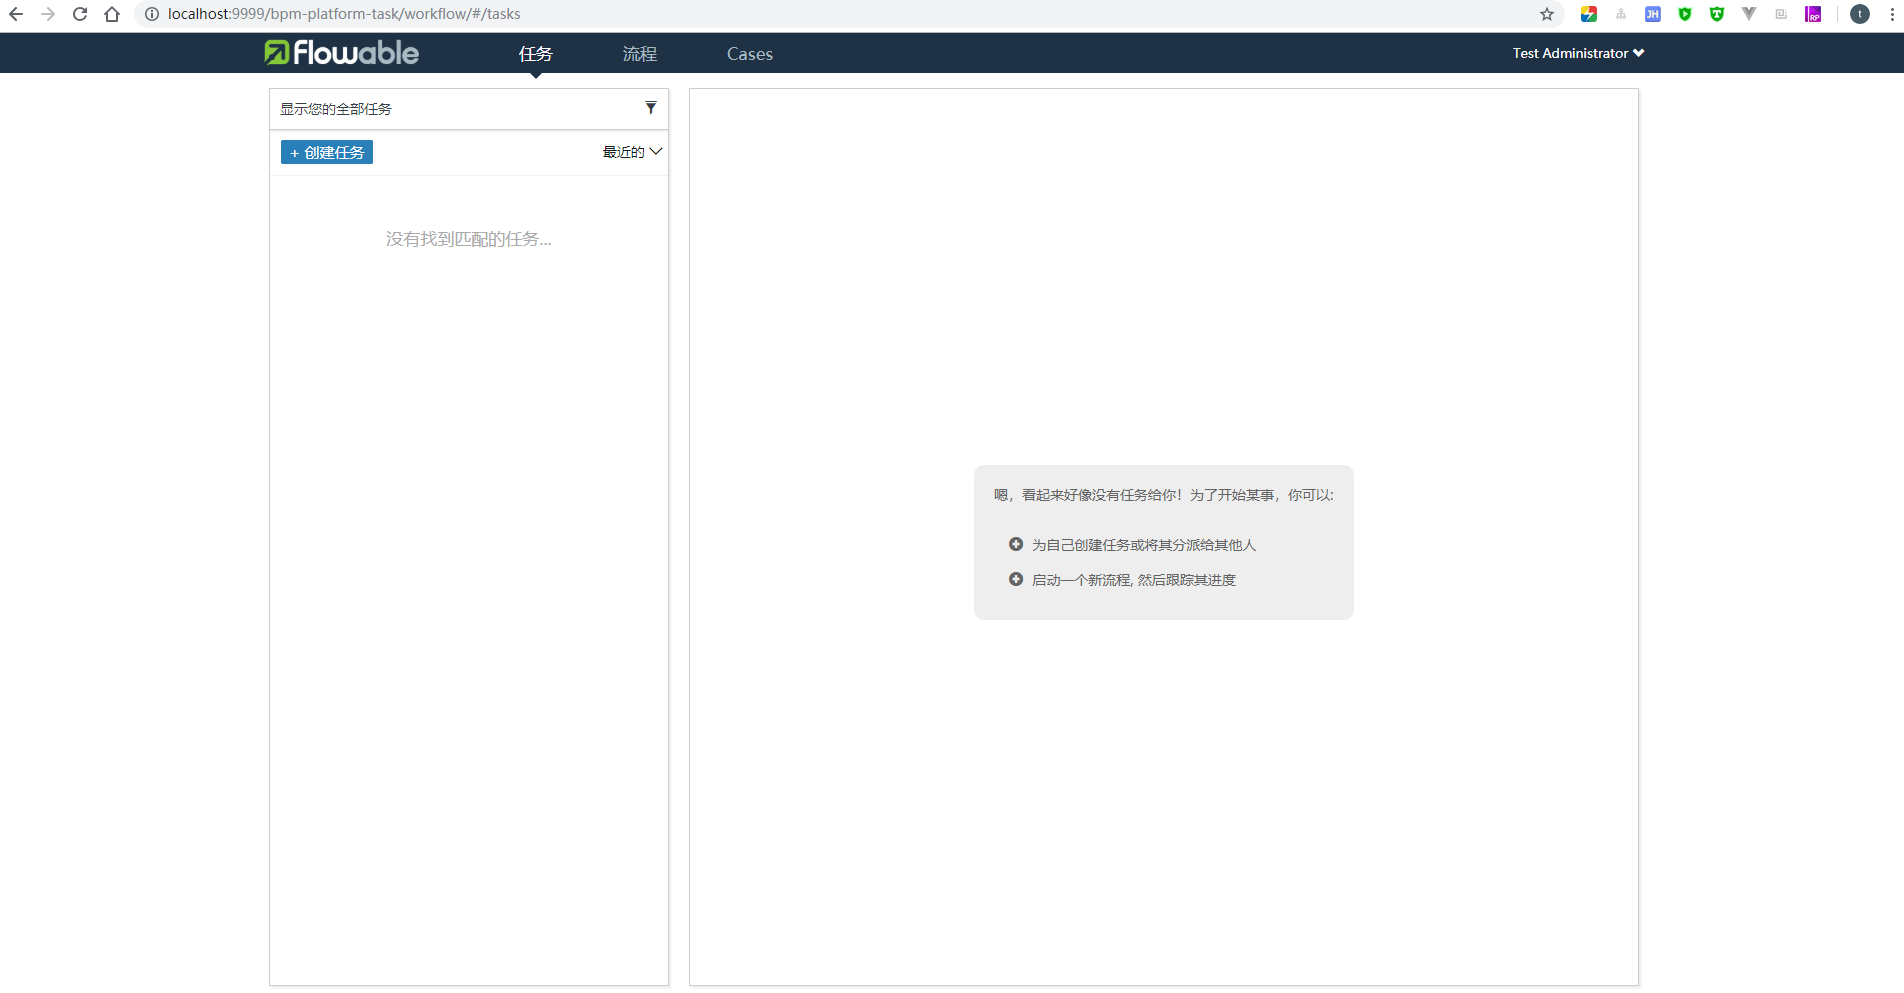 localhost:9999/bpm-platform-task/workflow/#/tasks
JH
T
RP
t
Flowable
任务
流程
Cases
Test Administrator
显示您的全部任务
+ 创建任务
最近的
没有找到匹配的任务...
嗯，看起来好像没有任务给你！为了开始某事，你可以:
为自己创建任务或将其分派给其他人
启动一个新流程, 然后跟踪其进度